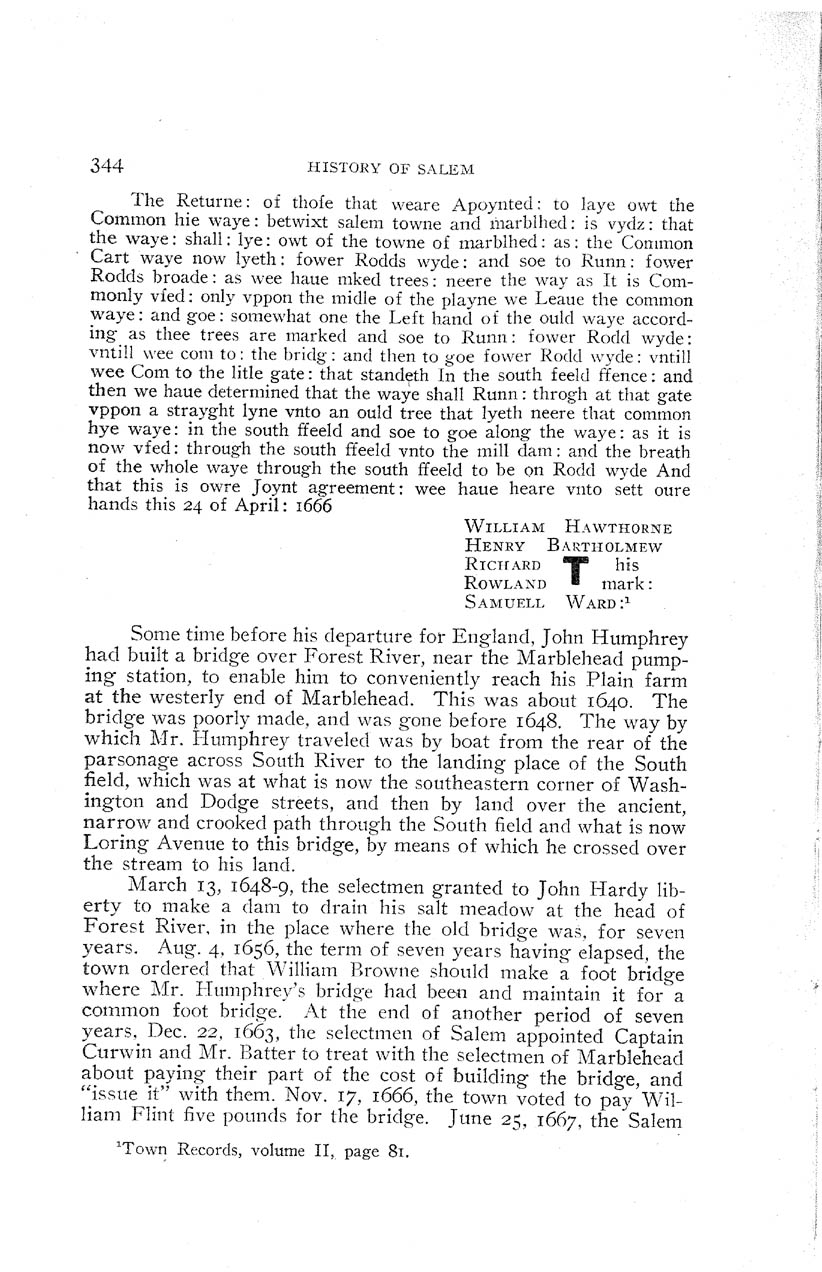 344 HISTORY OF SALEM
The Returne: of thofe that weare Apoynted: to laye owt the
Common hie waye: betwixt salem towne and marblhed: is vydz: that
the waye: shall: lye: owt of the towne of marblhed: as: the Common
Cart waye now lyeth: fower Rodds wyde: and soe to Runn: fower
Rodds broade: as wee haue mked trees: neere the way as It is Com-
monly vfed: only vppon the midle of the playne we Leaue the common
waye: and goe: somewhat one the Left hand of the ould waye accord-
ing as thee trees are marked and soe to Runn: fower Rodd wyde:
vntill wee com to: the bridg: and then to goe fower Rodd wyde: vntill
wee Com to the litle gate: that standeth In the south feeld ffence: and
then we haue determined that the waye shall Runn: throgh at that gate
vppon a strayght lyne vnto an ould tree that lyeth neere that common
hye waye: in the south ffeeld and soe to goe along the waye: as it is
now vfed: through the south ffeeld vnto the mill dam: and the breath
of the whole waye through the south ffeeld to be on Rodd wyde And
that this is owre Joynt agreement: wee haue heare vnto sett oure
hands this 24 of April: 1666
WILLIAM HAWTHORNE
HENRY BARTHOLMEW
RICHARD T his
ROWLAND mark:
SAMUELL WARD:¹
Some time before his departure for England, John Humphrey
had built a bridge over Forest River, near the Marblehead pump-
ing station, to enable him to conveniently reach his Plain farm
at the westerly end of Marblehead. This was about 1640. The
bridge was poorly made, and was gone before 1648. The way by
which Mr. Humphrey traveled was by boat from the rear of the
parsonage across South River to the landing place of the South
field, which was at what is now the southeastern corner of Wash-
ington and Dodge streets, and then by land over the ancient,
narrow and crooked path through the South field and what is now
Loring Avenue to this bridge, by means of which he crossed over
the stream to his land.
March 13, 1648-9, the selectmen granted to John Hardy lib-
erty to make a dam to drain his salt meadow at the head of
Forest River, in the place where the old bridge was, for seven
years. Aug. 4, 1656, the term of seven years having elapsed, the
town ordered that William Browne should make a foot bridge
where Mr. Humphrey's bridge had been and maintain it for a
common foot bridge. At the end of another period of seven
years, Dec. 22, 1663, the selectmen of Salem appointed Captain
Curwin and Mr. Batter to treat with the selectmen of Marblehead
about paying their part of the cost of building the bridge, and
"issue it" with them. Nov. 17, 1666, the town voted to pay Wil-
liam Flint five pounds for the bridge. June 25, 1667, the Salem
¹Town Records, volume II, page 81.